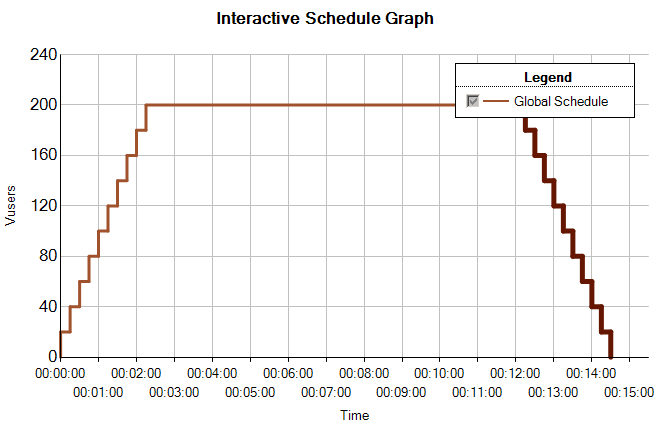 Interactive Schedule Graph
240
Legend
Global Schedule
200
160
120
80
40
0
Vusers
00:00:00 00:02:00 00:04:00 00:06:00 00:08:00 00:10:00 00:12:00 00:14:00
00:01:00 00:03:00 00:05:00 00:07:00 00:09:00 00:11:00 00:13:00 00:15:00
Time